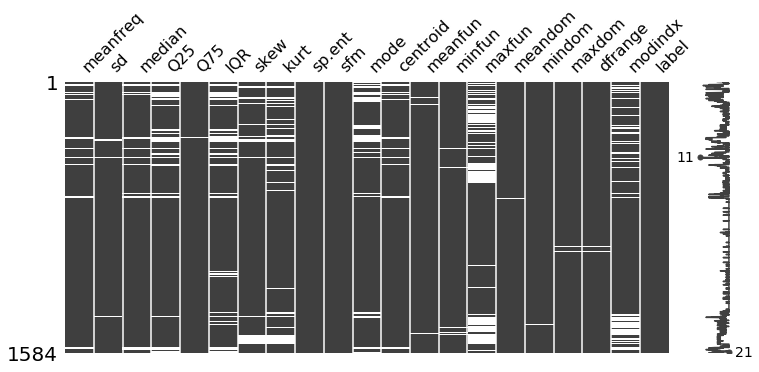 meanfreq
sd
median
Q25
Q75
IQR
skew
kurt
sp.ent
sfm
mode
centroid
meanfun
minfun
maxfun
meandom
mindom
maxdom
dfrange
modindx
label
1
11
1584
21